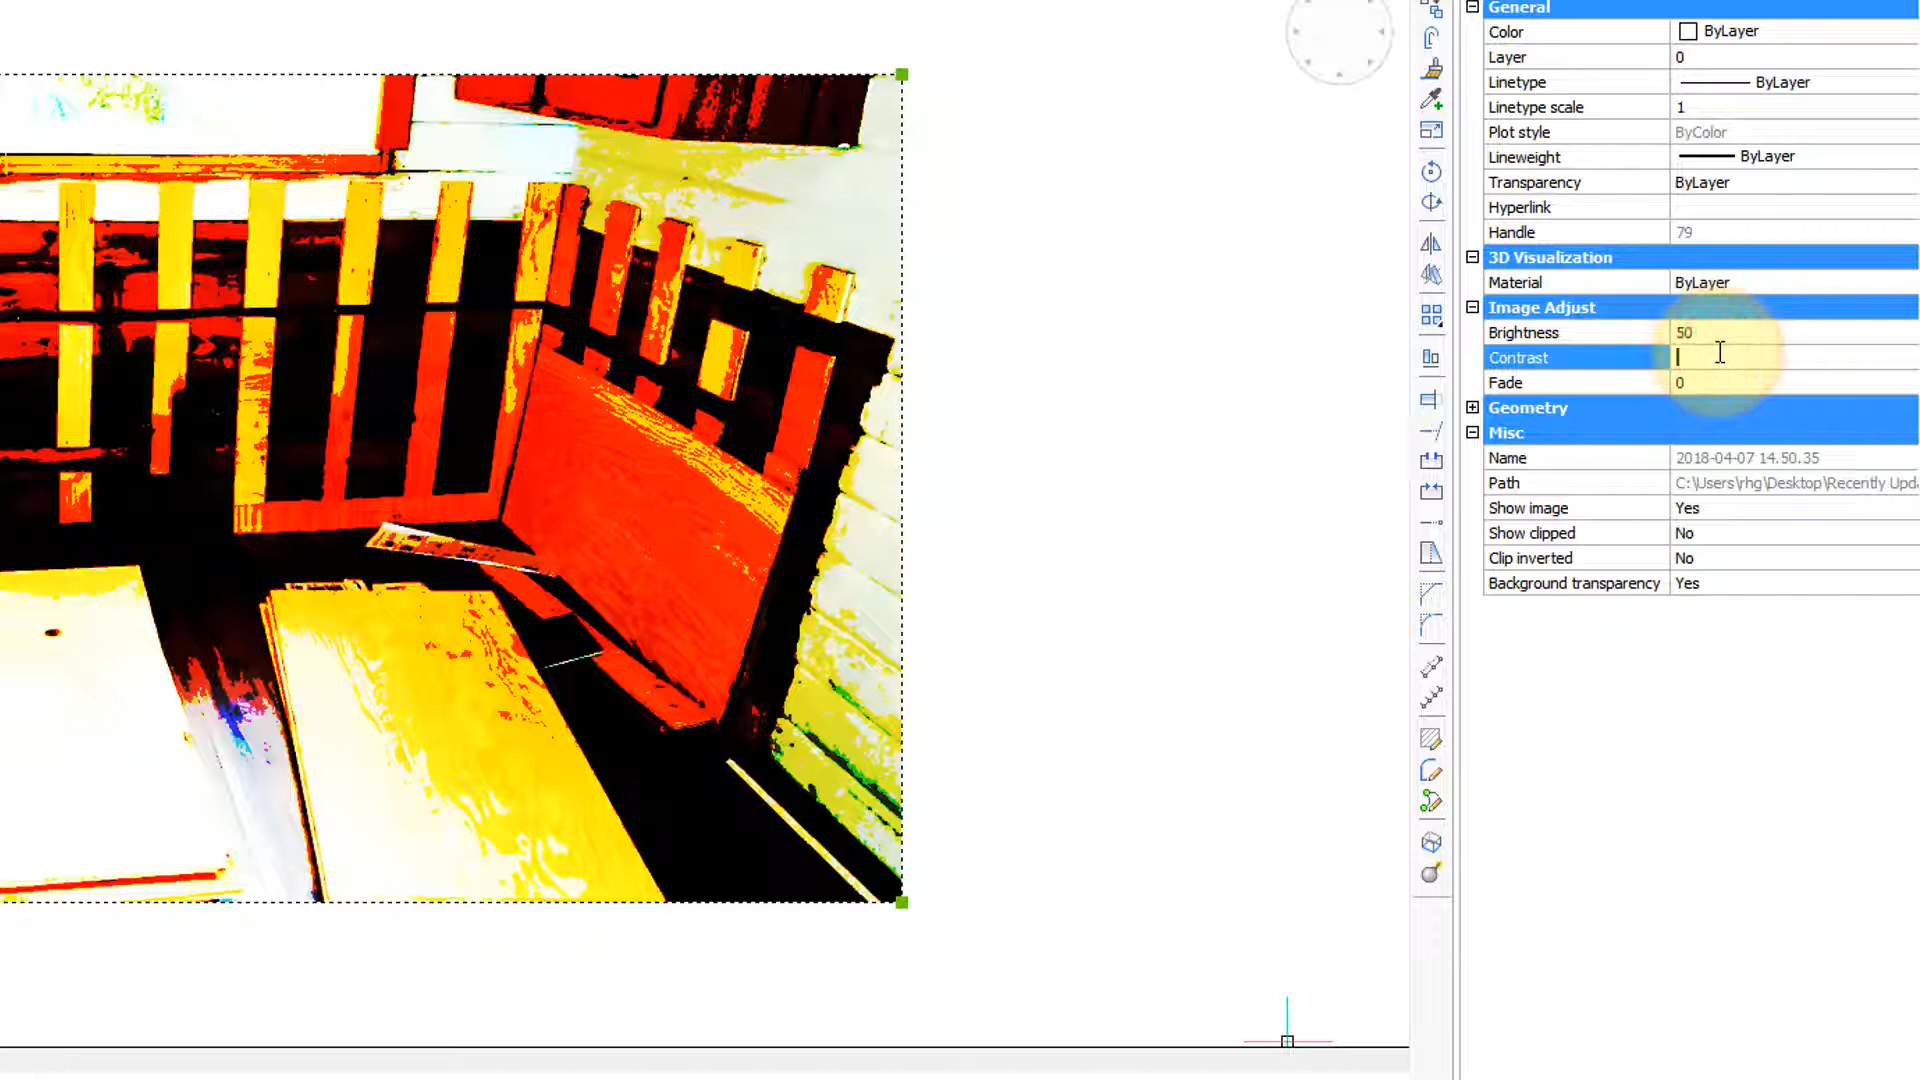 General
Color ByLayer
Layer 0
Linetype ByLayer
Linetype scale 1
Plot style ByColor
Lineweight ByLayer
Transparency ByLayer
Hyperlink
Handle 79
3D Visualization
Material ByLayer
Image Adjust
Brightness 50
Contrast
Fade 0
Geometry
Misc
Name 2018-04-07 14.50.35
Path C:\Users\rhg\Desktop\Recently Upd
Show image Yes
Show clipped No
Clip inverted No
Background transparency Yes